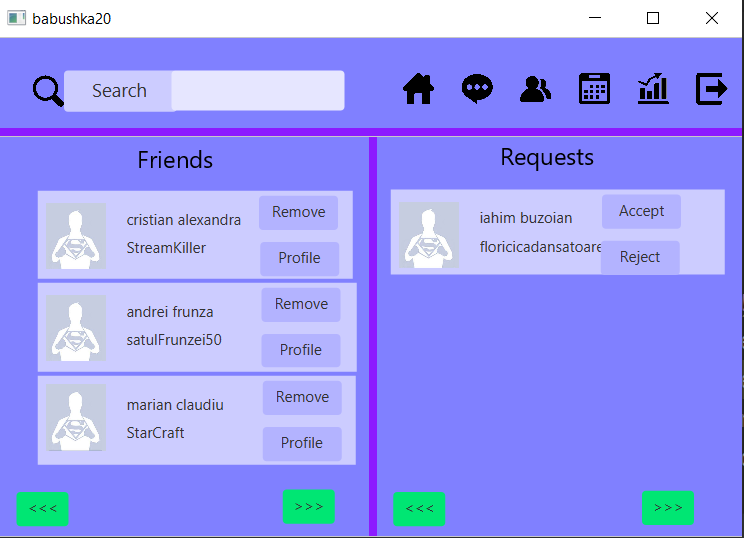 babushka20
Search
Friends
cristian alexandra
StreamKiller
Remove
Profile
andrei frunza
satulFrunzei50
Remove
Profile
marian claudiu
StarCraft
Remove
Profile
<<<
>>>
Requests
iahim buzoian
floricicadansatoare
Accept
Reject
<<<
>>>